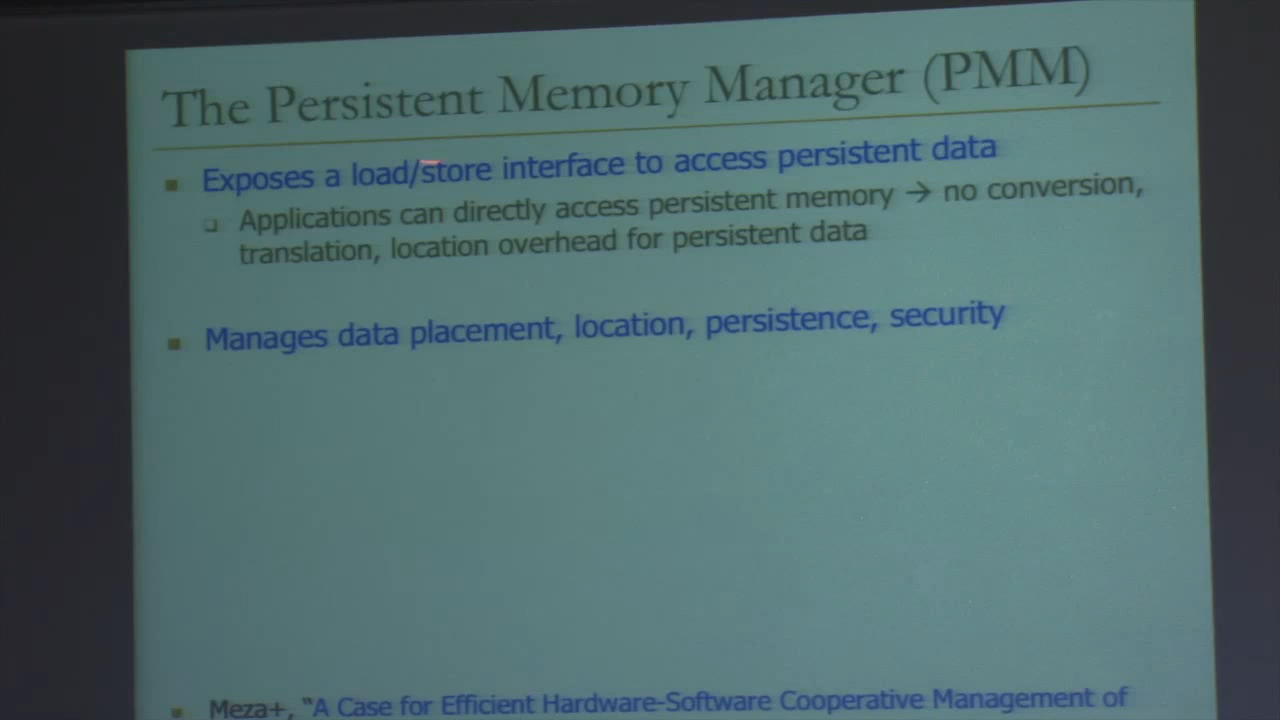 The Persistent Memory Manager (PMM)
Exposes a load/store interface to access persistent data
Applications can directly access persistent memory → no conversion,
translation, location overhead for persistent data
Manages data placement, location, persistence, security
Meza+, "A Case for Efficient Hardware-Software Cooperative Management of